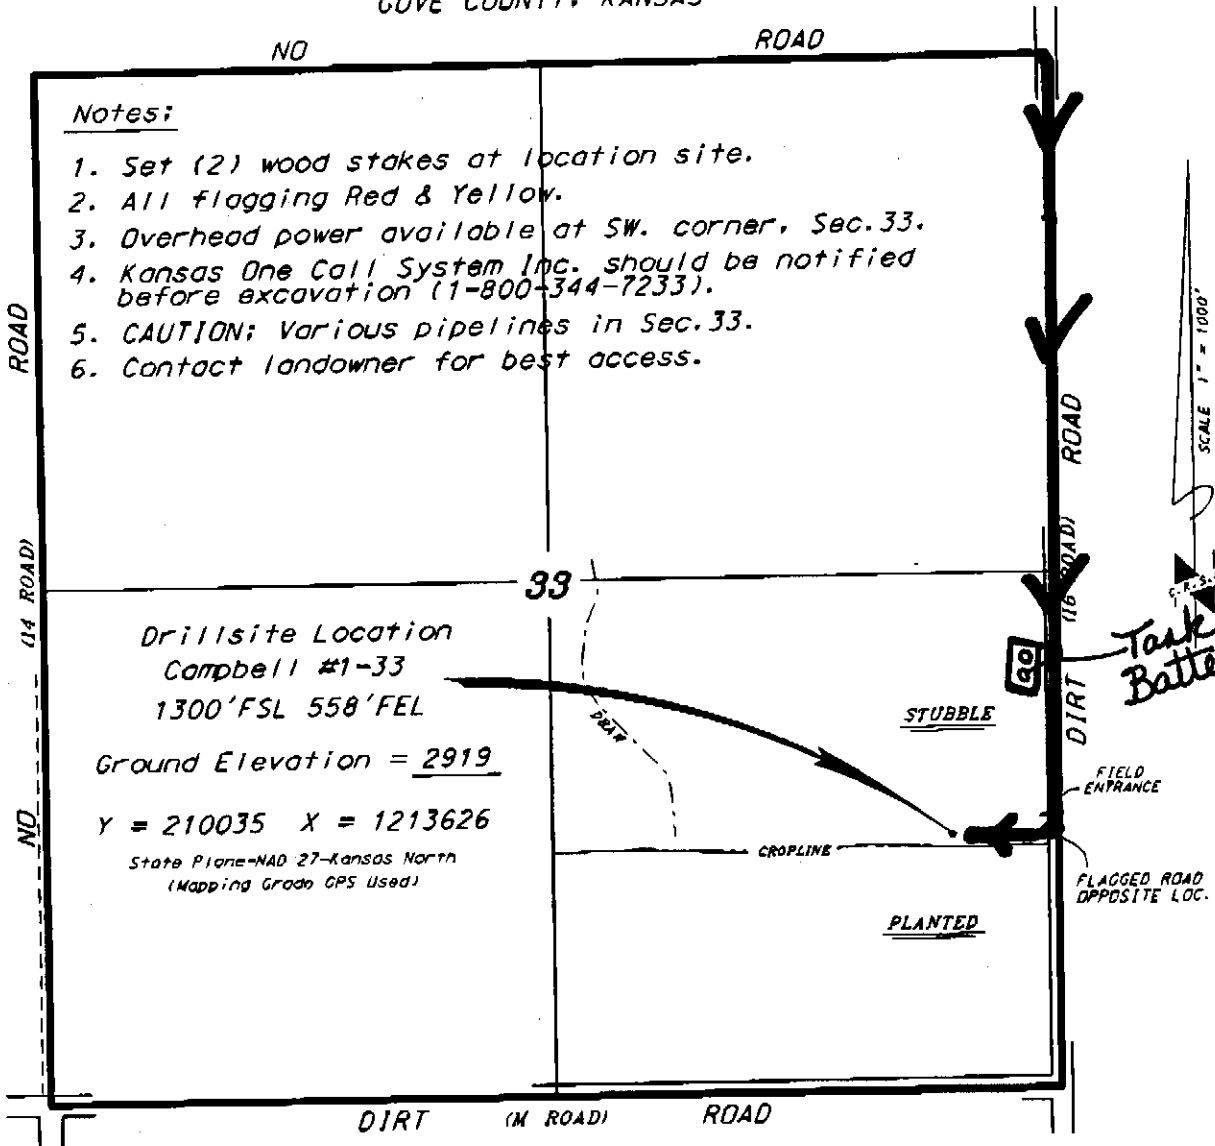 GOVE COUNTY, KANSAS
NO ROAD
Notes:
1. Set (2) wood stakes at location site.
2. All flagging Red & Yellow.
3. Overhead power available at SW. corner, Sec.33.
4. Kansas One Call System Inc. should be notified
before excavation (1-800-344-7233).
5. CAUTION: Various pipelines in Sec.33.
6. Contact landowner for best access.
NO (14 ROAD) ROAD
SCALE 1" = 1000'
DIRT (16 ROAD) ROAD
33
Drillsite Location
Campbell #1-33
1300'FSL 558'FEL
Ground Elevation = 2919
Y = 210035 X = 1213626
State Plane-NAD 27-Kansas North
(Mapping Grade GPS Used)
DRAW
STUBBLE
Tank
FIELD
ENTRANCE
CROPLINE
FLAGGED ROAD
OPPOSITE LOC.
PLANTED
DIRT (M ROAD) ROAD